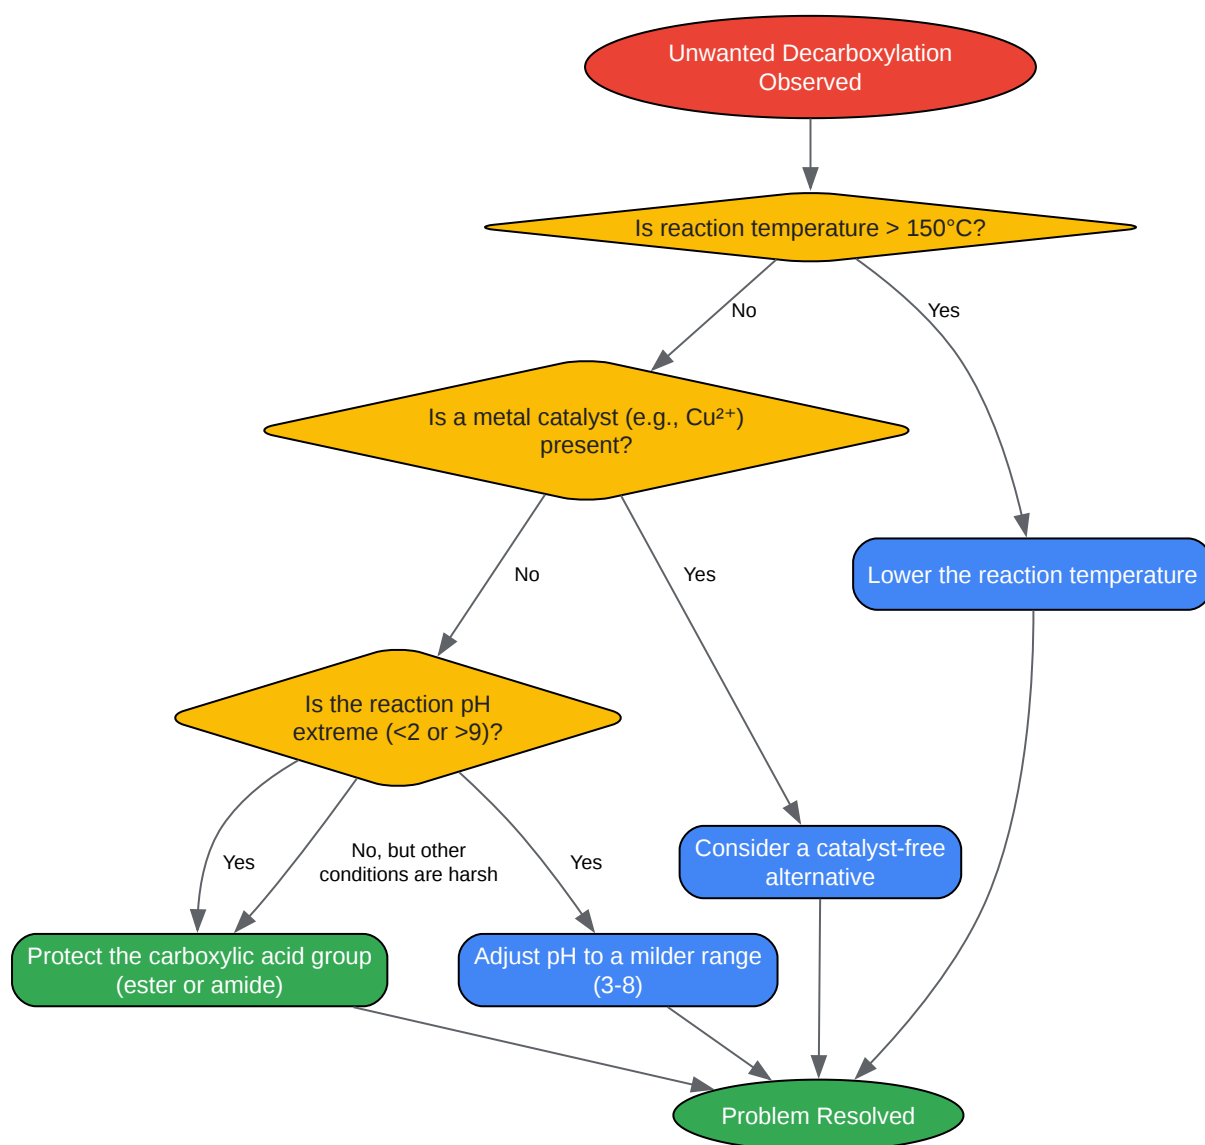 Unwanted Decarboxylation
Observed
Is reaction temperature > 150°C?
No
Yes
Is a metal catalyst (e.g., Cu²⁺)
present?
No
Yes
Lower the reaction temperature
Is the reaction pH
extreme (<2 or >9)?
Yes
No, but other
conditions are harsh
Yes
Consider a catalyst-free
alternative
Protect the carboxylic acid group
(ester or amide)
Adjust pH to a milder range
(3-8)
Problem Resolved